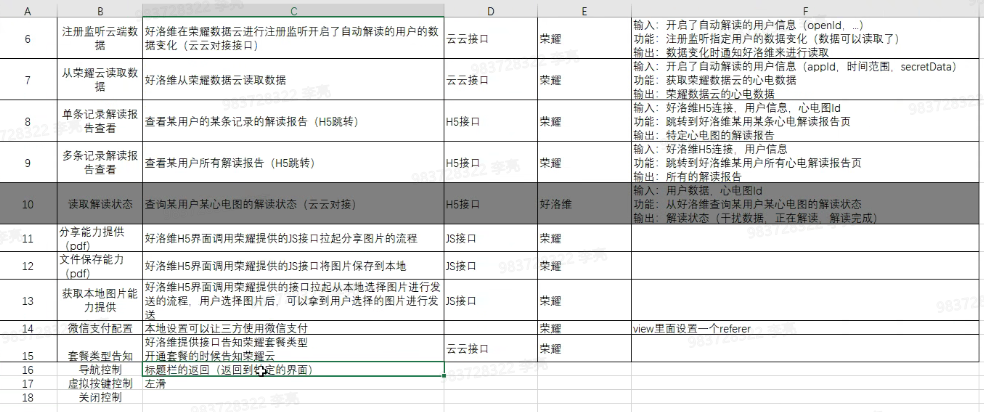 A B C D E F
6 注册监听云端数据 好洛维在荣耀数据云进行注册监听开启了自动解读的用户的数据变化（云云对接接口） 云云接口 荣耀 输入：开启了自动解读的用户信息（openId，...）
功能：注册监听指定用户的数据变化（数据可以读取了）
输出：数据变化时通知好洛维来进行读取
7 从荣耀云读取数据 好洛维从荣耀数据云读取数据 云云接口 荣耀 输入：开启了自动解读的用户信息（appId，时间范围，secretData）
功能：获取荣耀数据云的心电数据
输出：荣耀数据云的心电数据
8 单条记录解读报告查看 查看某用户的某条记录的解读报告（H5跳转） H5接口 荣耀 输入：好洛维H5连接，用户信息，心电图Id
功能：跳转到好洛维某用某条心电解读报告页
输出：特定心电图的解读报告
9 多条记录解读报告查看 查看某用户所有解读报告（H5跳转） H5接口 荣耀 输入：好洛维H5连接，用户信息
功能：跳转到好洛维某用户所有心电解读报告页
输出：所有的解读报告
10 读取解读状态 查询某用户某心电图的解读状态（云云对接） H5接口 好洛维 输入：用户数据，心电图Id
功能：从好洛维查询某用户某心电图的解读状态
输出：解读状态（干扰数据，正在解读，解读完成）
11 分享能力提供（pdf） 好洛维H5界面调用荣耀提供的JS接口拉起分享图片的流程 JS接口 荣耀
12 文件保存能力（pdf） 好洛维H5界面调用荣耀提供的JS接口将图片保存到本地 JS接口 荣耀
13 获取本地图片能力提供 好洛维H5界面调用荣耀提供的接口拉起从本地选择图片进行发送的流程，用户选择图片后，可以拿到用户选择的图片进行发送 JS接口 荣耀
14 微信支付配置 本地设置可以让三方使用微信支付 荣耀 view里面设置一个referer
15 套餐类型告知 好洛维提供接口告知荣耀套餐类型
开通套餐的时候告知荣耀云 云云接口 荣耀
16 导航控制 标题栏的返回（返回到 定的界面）
17 虚拟按键控制 左滑
18 关闭控制
983728322 李亮